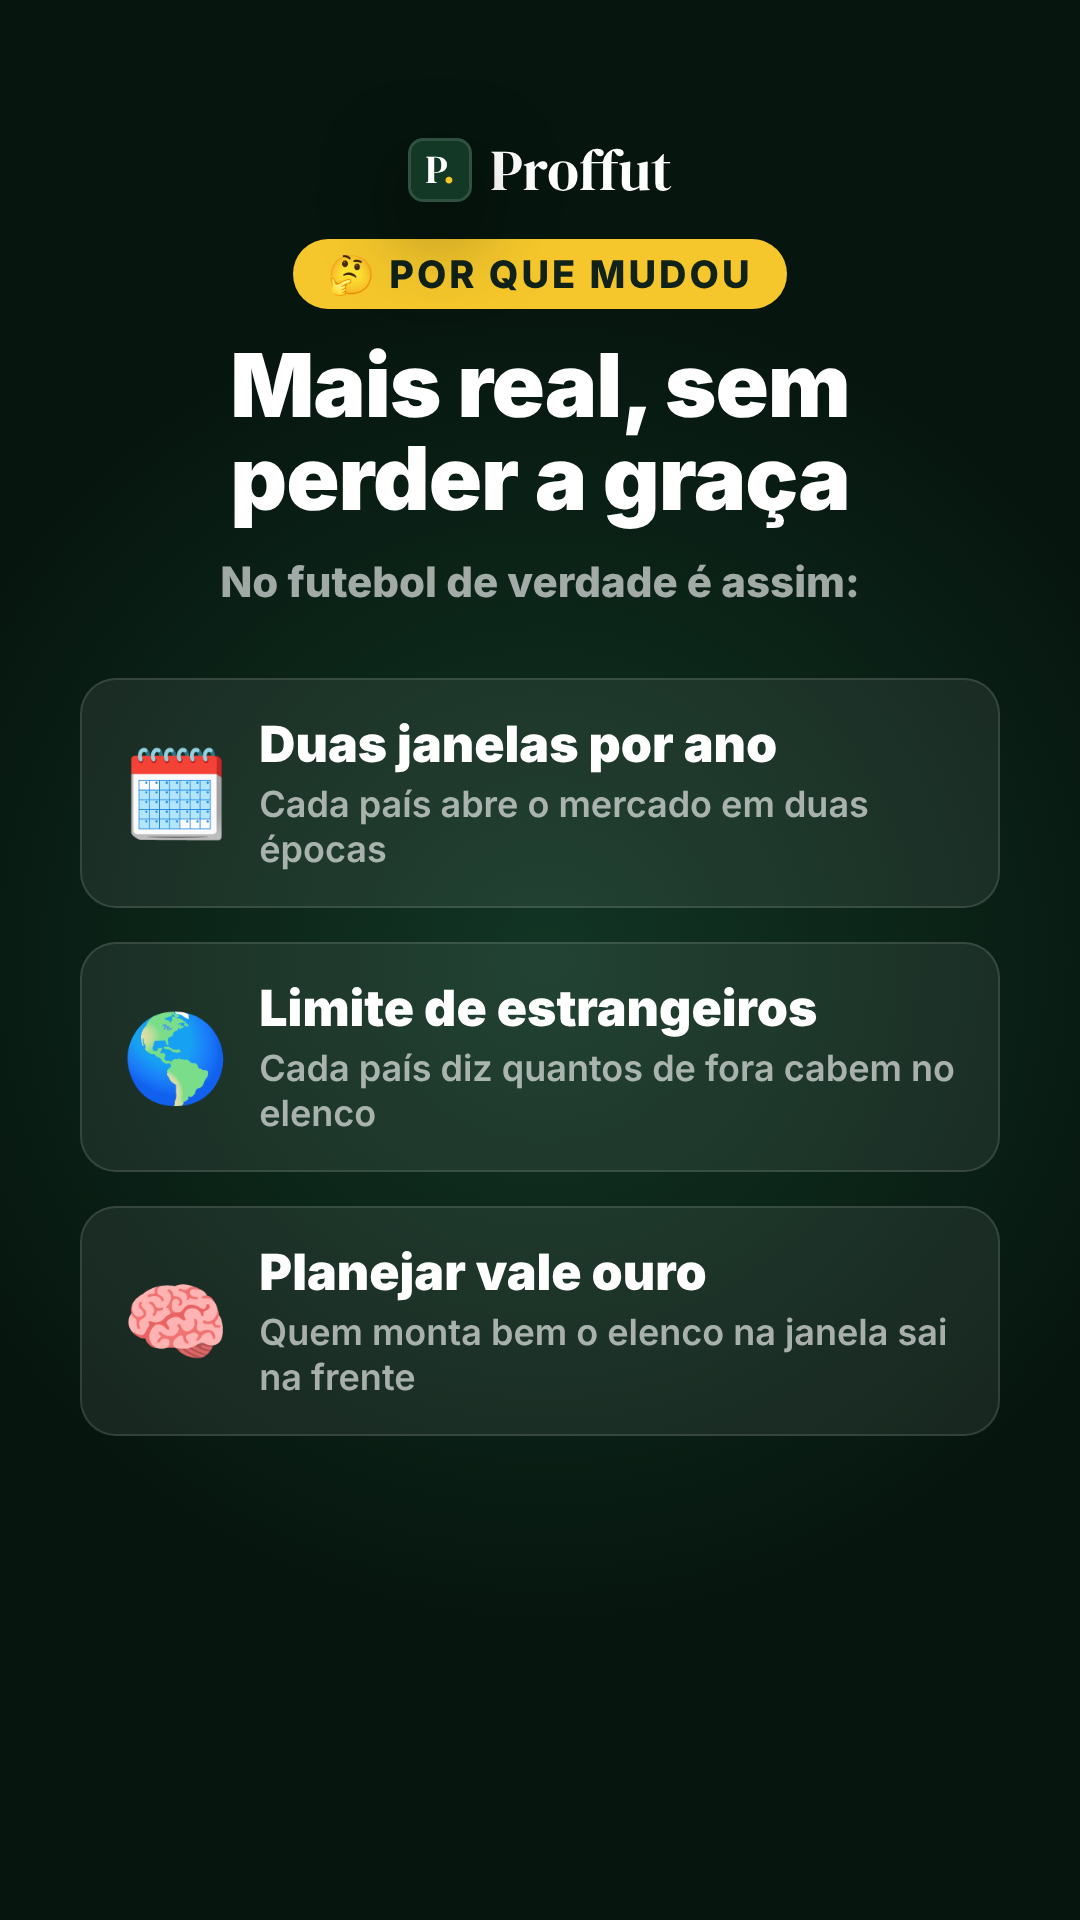 P. Proffut
🤔 POR QUE MUDOU
Mais real, sem
perder a graça
No futebol de verdade é assim:
Duas janelas por ano
Cada país abre o mercado em duas
épocas
Limite de estrangeiros
Cada país diz quantos de fora cabem no
elenco
Planejar vale ouro
Quem monta bem o elenco na janela sai
na frente